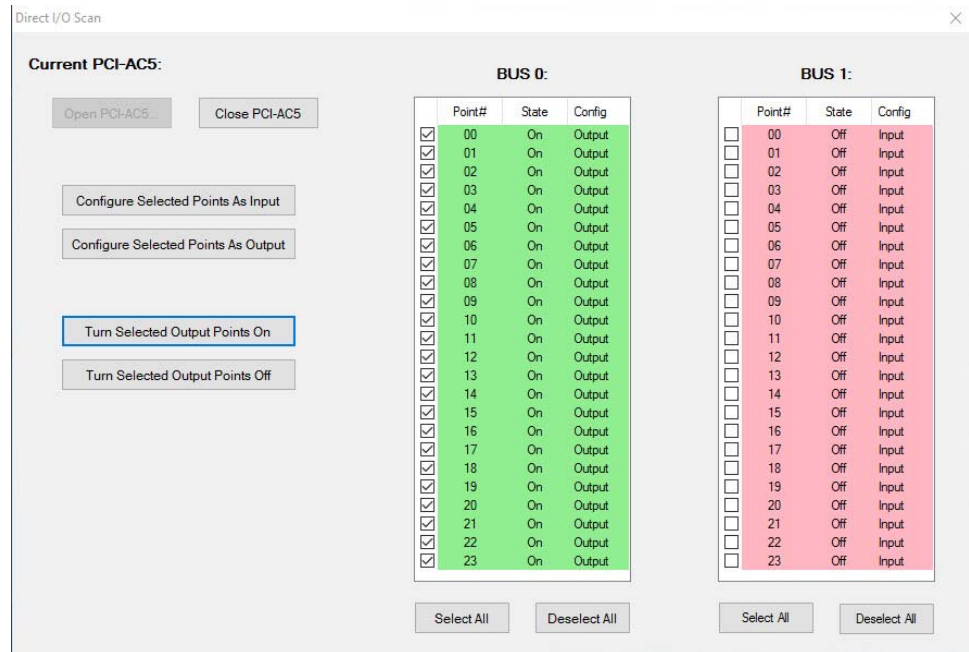 Direct I/O Scan
Current PCI-AC5:
Open PCI-AC5...
Close PCI-AC5
Configure Selected Points As Input
Configure Selected Points As Output
Turn Selected Output Points On
Turn Selected Output Points Off
BUS 0:
Point# State Config
00 On Output
01 On Output
02 On Output
03 On Output
04 On Output
05 On Output
06 On Output
07 On Output
08 On Output
09 On Output
10 On Output
11 On Output
12 On Output
13 On Output
14 On Output
15 On Output
16 On Output
17 On Output
18 On Output
19 On Output
20 On Output
21 On Output
22 On Output
23 On Output
Select All
Deselect All
BUS 1:
Point# State Config
00 Off Input
01 Off Input
02 Off Input
03 Off Input
04 Off Input
05 Off Input
06 Off Input
07 Off Input
08 Off Input
09 Off Input
10 Off Input
11 Off Input
12 Off Input
13 Off Input
14 Off Input
15 Off Input
16 Off Input
17 Off Input
18 Off Input
19 Off Input
20 Off Input
21 Off Input
22 Off Input
23 Off Input
Select All
Deselect All